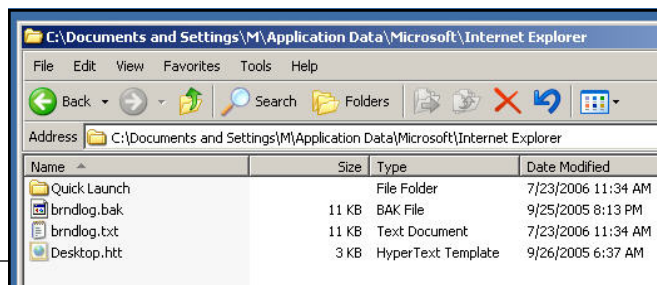 C:\Documents and Settings\M\Application Data\Microsoft\Internet Explorer
File Edit View Favorites Tools Help
Back Search Folders
Address C:\Documents and Settings\M\Application Data\Microsoft\Internet Explorer
Name Size Type Date Modified
Quick Launch File Folder 7/23/2006 11:34 AM
brndlog.bak 11 KB BAK File 9/25/2005 8:13 PM
brndlog.txt 11 KB Text Document 7/23/2006 11:34 AM
Desktop.htt 3 KB HyperText Template 9/26/2005 6:37 AM